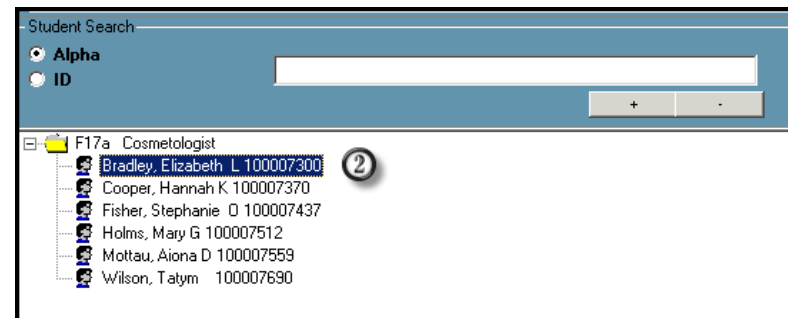 Student Search
Alpha
ID
+ -
F17a Cosmetologist
Bradley, Elizabeth L 100007300 2
Cooper, Hannah K 100007370
Fisher, Stephanie O 100007437
Holms, Mary G 100007512
Mottau, Aiona D 100007559
Wilson, Tatym 100007690